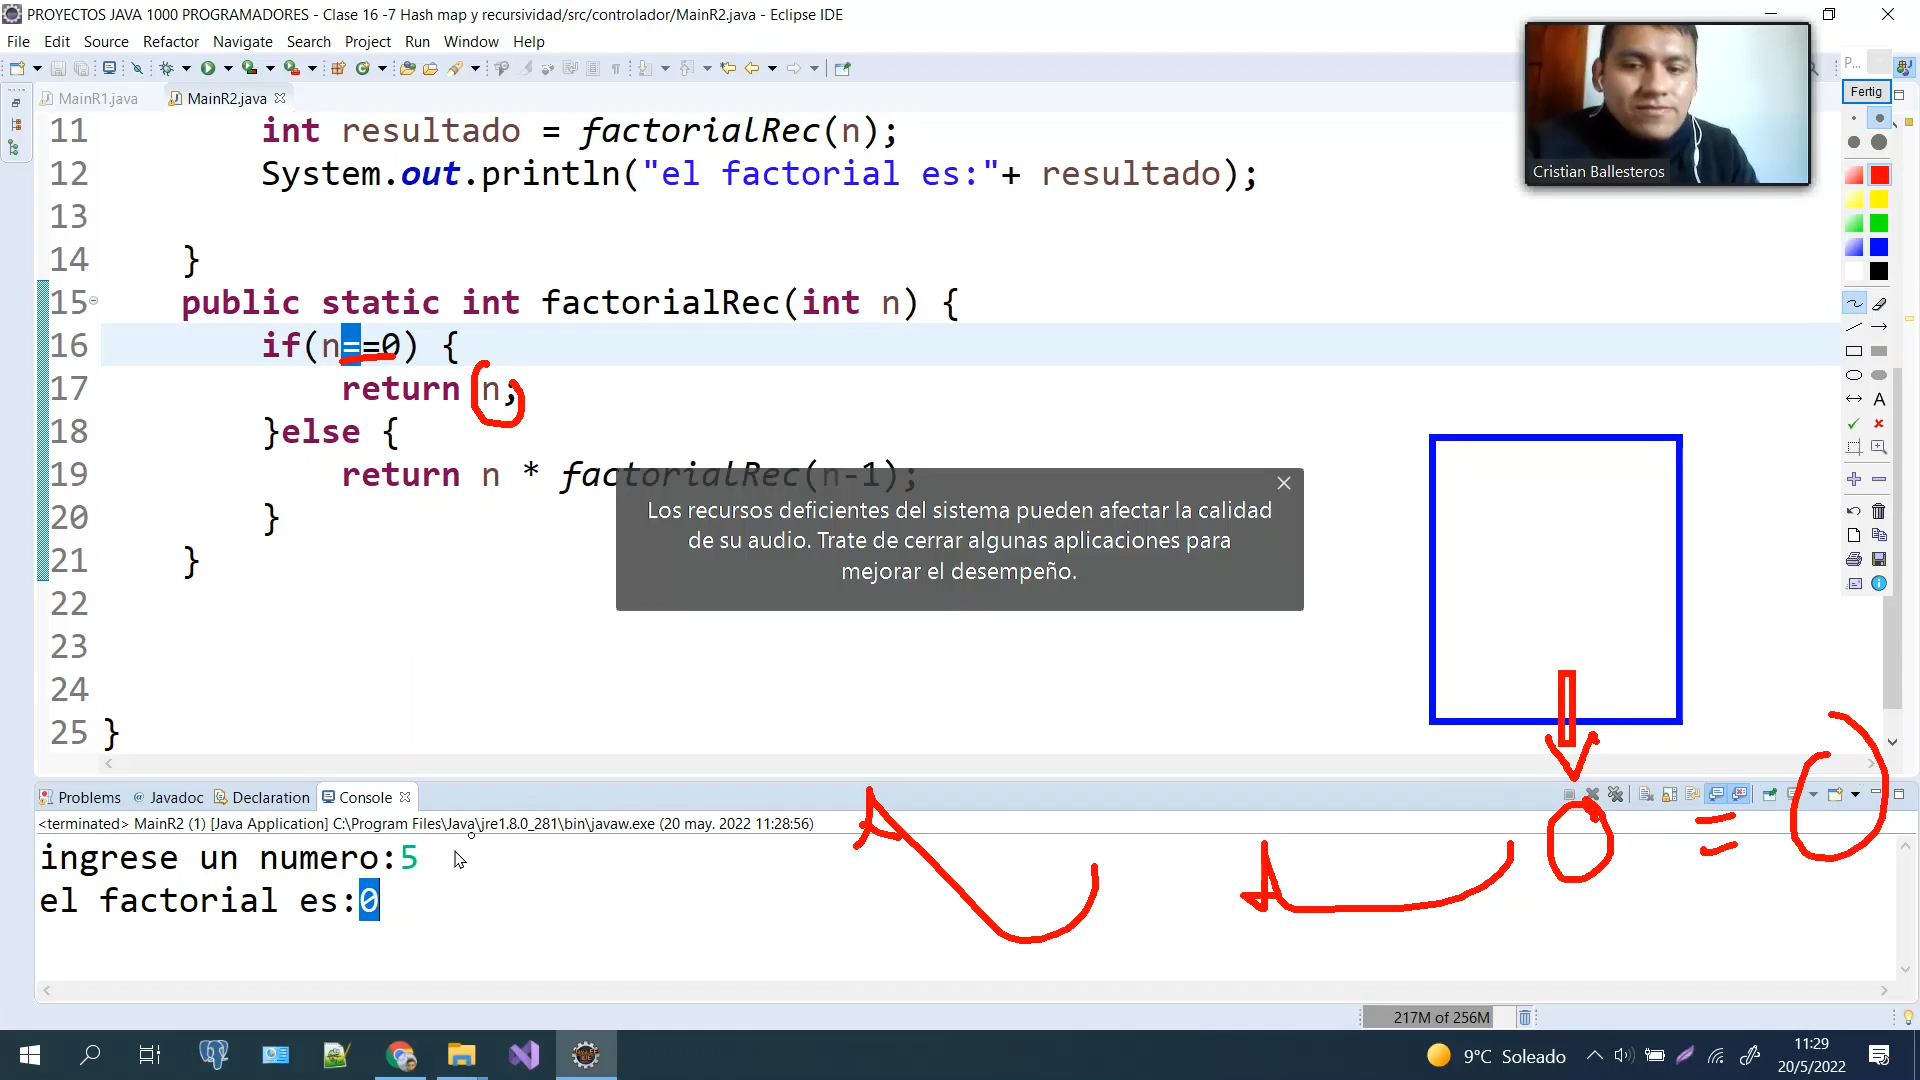 PROYECTOS JAVA 1000 PROGRAMADORES - Clase 16 -7 Hash map y recursividad/src/controlador/MainR2.java - Eclipse IDE
File Edit Source Refactor Navigate Search Project Run Window Help
MainR1.java MainR2.java
P...
Fertig
Cristian Ballesteros
11 int resultado = factorialRec(n);
12 System.out.println("el factorial es:"+ resultado);
13
14 }
15 public static int factorialRec(int n) {
16 if(n==0) {
17 return n;
18 }else {
19 return n * factorialRec(n-1);
20 }
21 }
22
23
24
25 }
Los recursos deficientes del sistema pueden afectar la calidad
de su audio. Trate de cerrar algunas aplicaciones para
mejorar el desempeño.
Problems Javadoc Declaration Console
<terminated> MainR2 (1) [Java Application] C:\Program Files\Java\jre1.8.0_281\bin\javaw.exe (20 may. 2022 11:28:56)
ingrese un numero:5
el factorial es:0
0 = 0
217M of 256M
9°C Soleado
11:29
20/5/2022